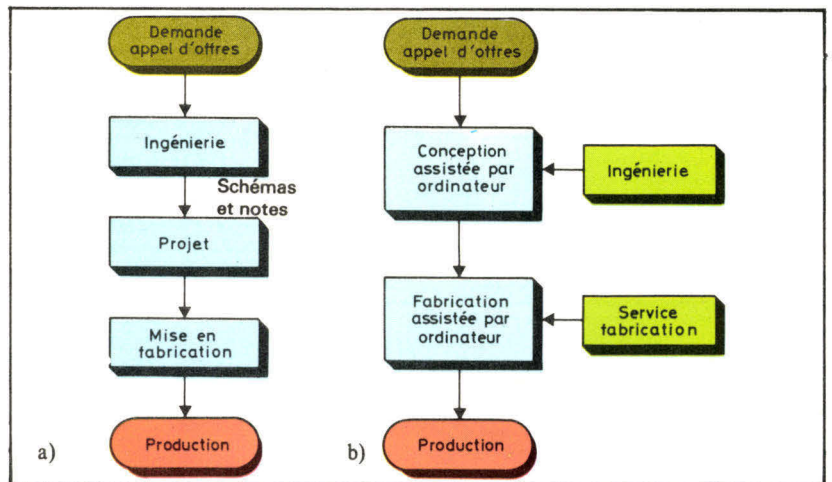 Demande
appel d'offres
Ingénierie
Schémas
et notes
Projet
Mise en
fabrication
Production
a)
Demande
appel d'offres
Conception
assistée par
ordinateur
Ingénierie
Fabrication
assistée par
ordinateur
Service
fabrication
Production
b)